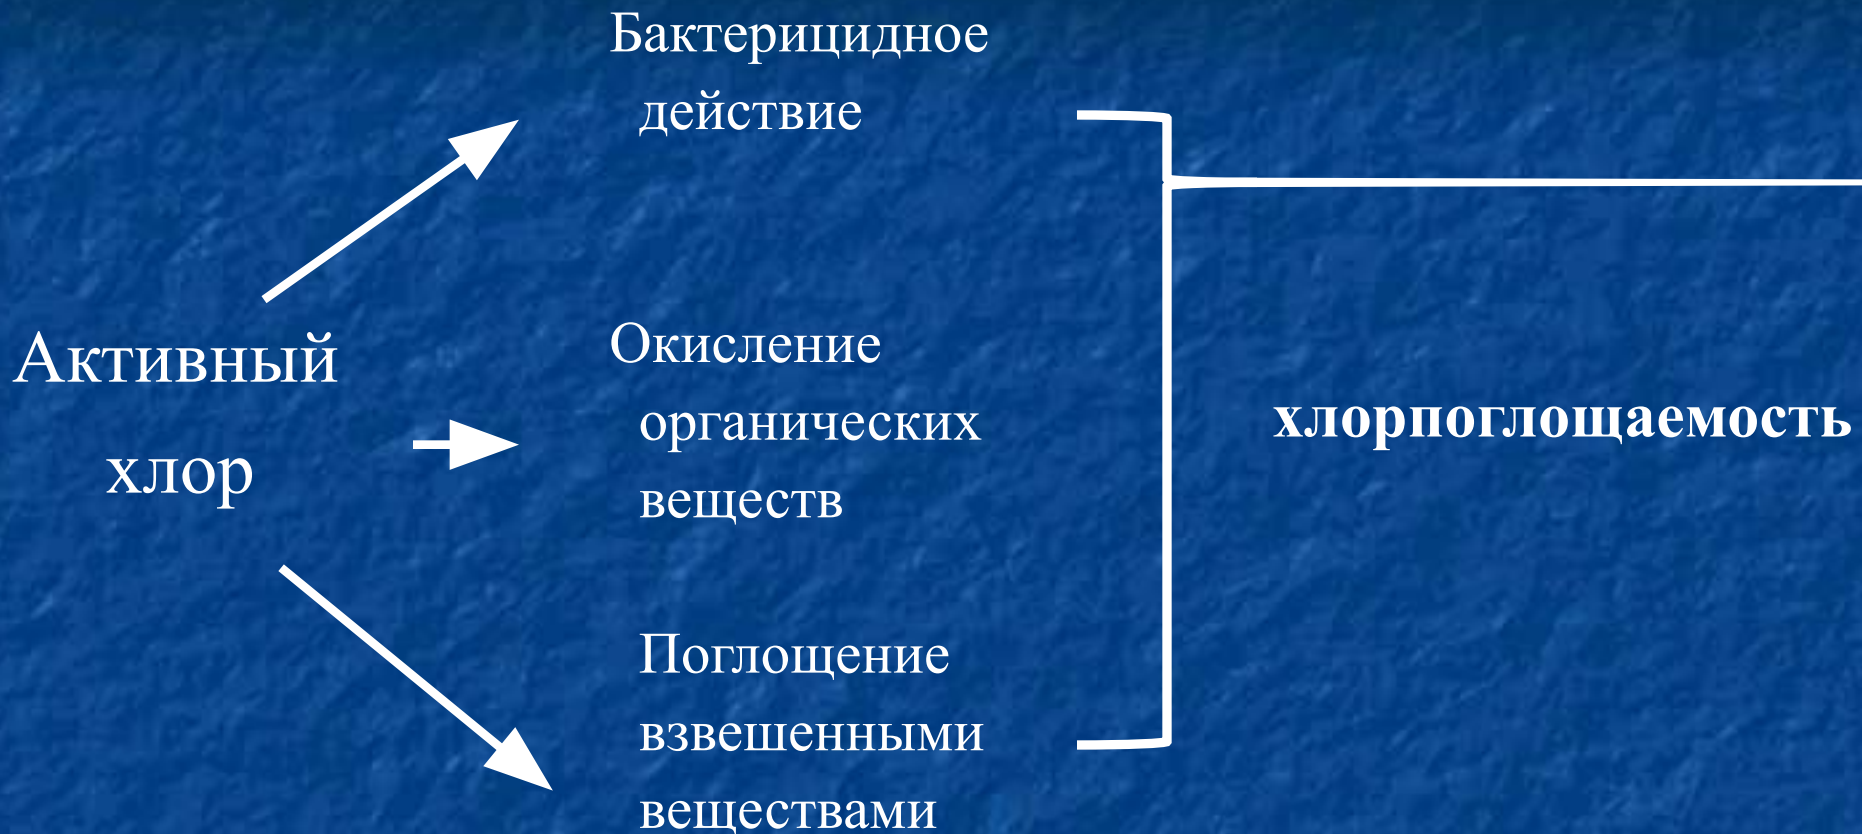 Бактерицидное
действие
Активный
хлор
Окисление
органических
веществ
хлорпоглощаемость
Поглощение
взвешенными
веществами